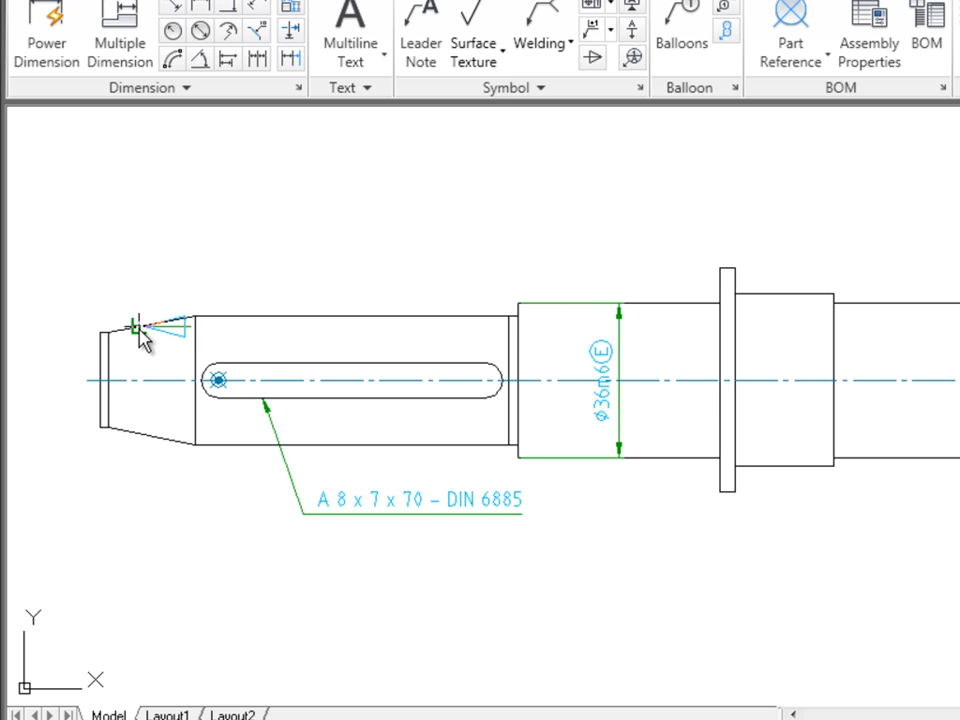 Power Dimension
Multiple Dimension
A
Multiline Text
A
Leader Note
Surface Texture
Welding
Balloons
Part Reference
Assembly Properties
BOM
Dimension
Text
Symbol
Balloon
BOM
⌀36m6Ⓔ
A 8 x 7 x 70 – DIN 6885
Y
X
Model
Layout1
Layout2